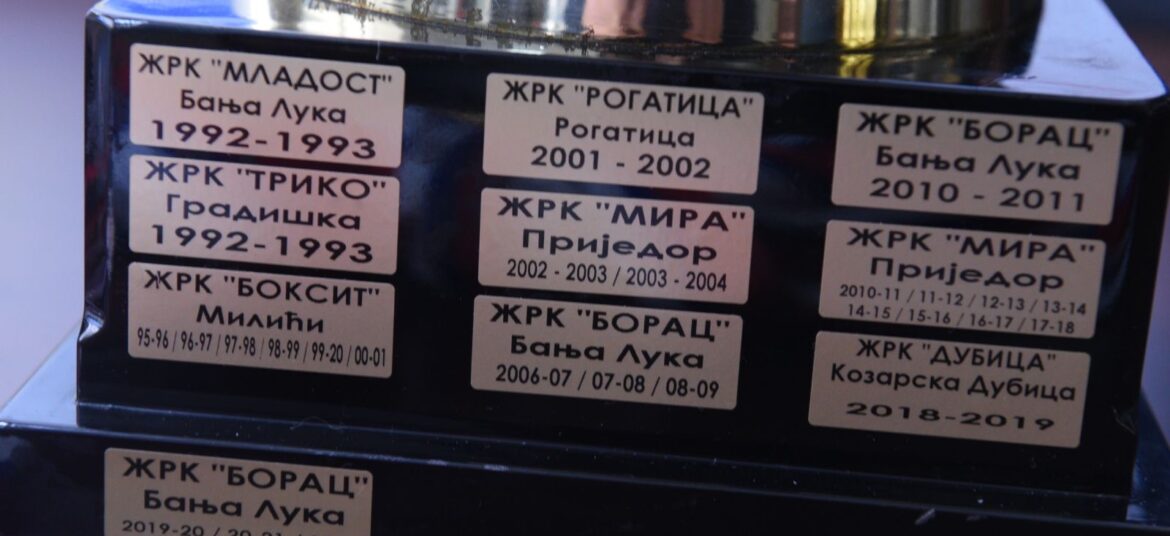 ЖРК "МЛАДОСТ"
Бања Лука
1992-1993
ЖРК "ТРИКО"
Градишка
1992-1993
ЖРК "БОКСИТ"
Милићи
95-96 / 96-97 / 97-98 / 98-99 / 99-20 / 00-01
ЖРК "РОГАТИЦА"
Рогатица
2001 - 2002
ЖРК "МИРА"
Приједор
2002 - 2003 / 2003 - 2004
ЖРК "БОРАЦ"
Бања Лука
2006-07 / 07-08 / 08-09
ЖРК "БОРАЦ"
Бања Лука
2010 - 2011
ЖРК "МИРА"
Приједор
2010-11 / 11-12 / 12-13 / 13-14
14-15 / 15-16 / 16-17 / 17-18
ЖРК "ДУБИЦА"
Козарска Дубица
2018-2019
ЖРК "БОРАЦ"
Бања Лука
2019-20 / 20-21 /